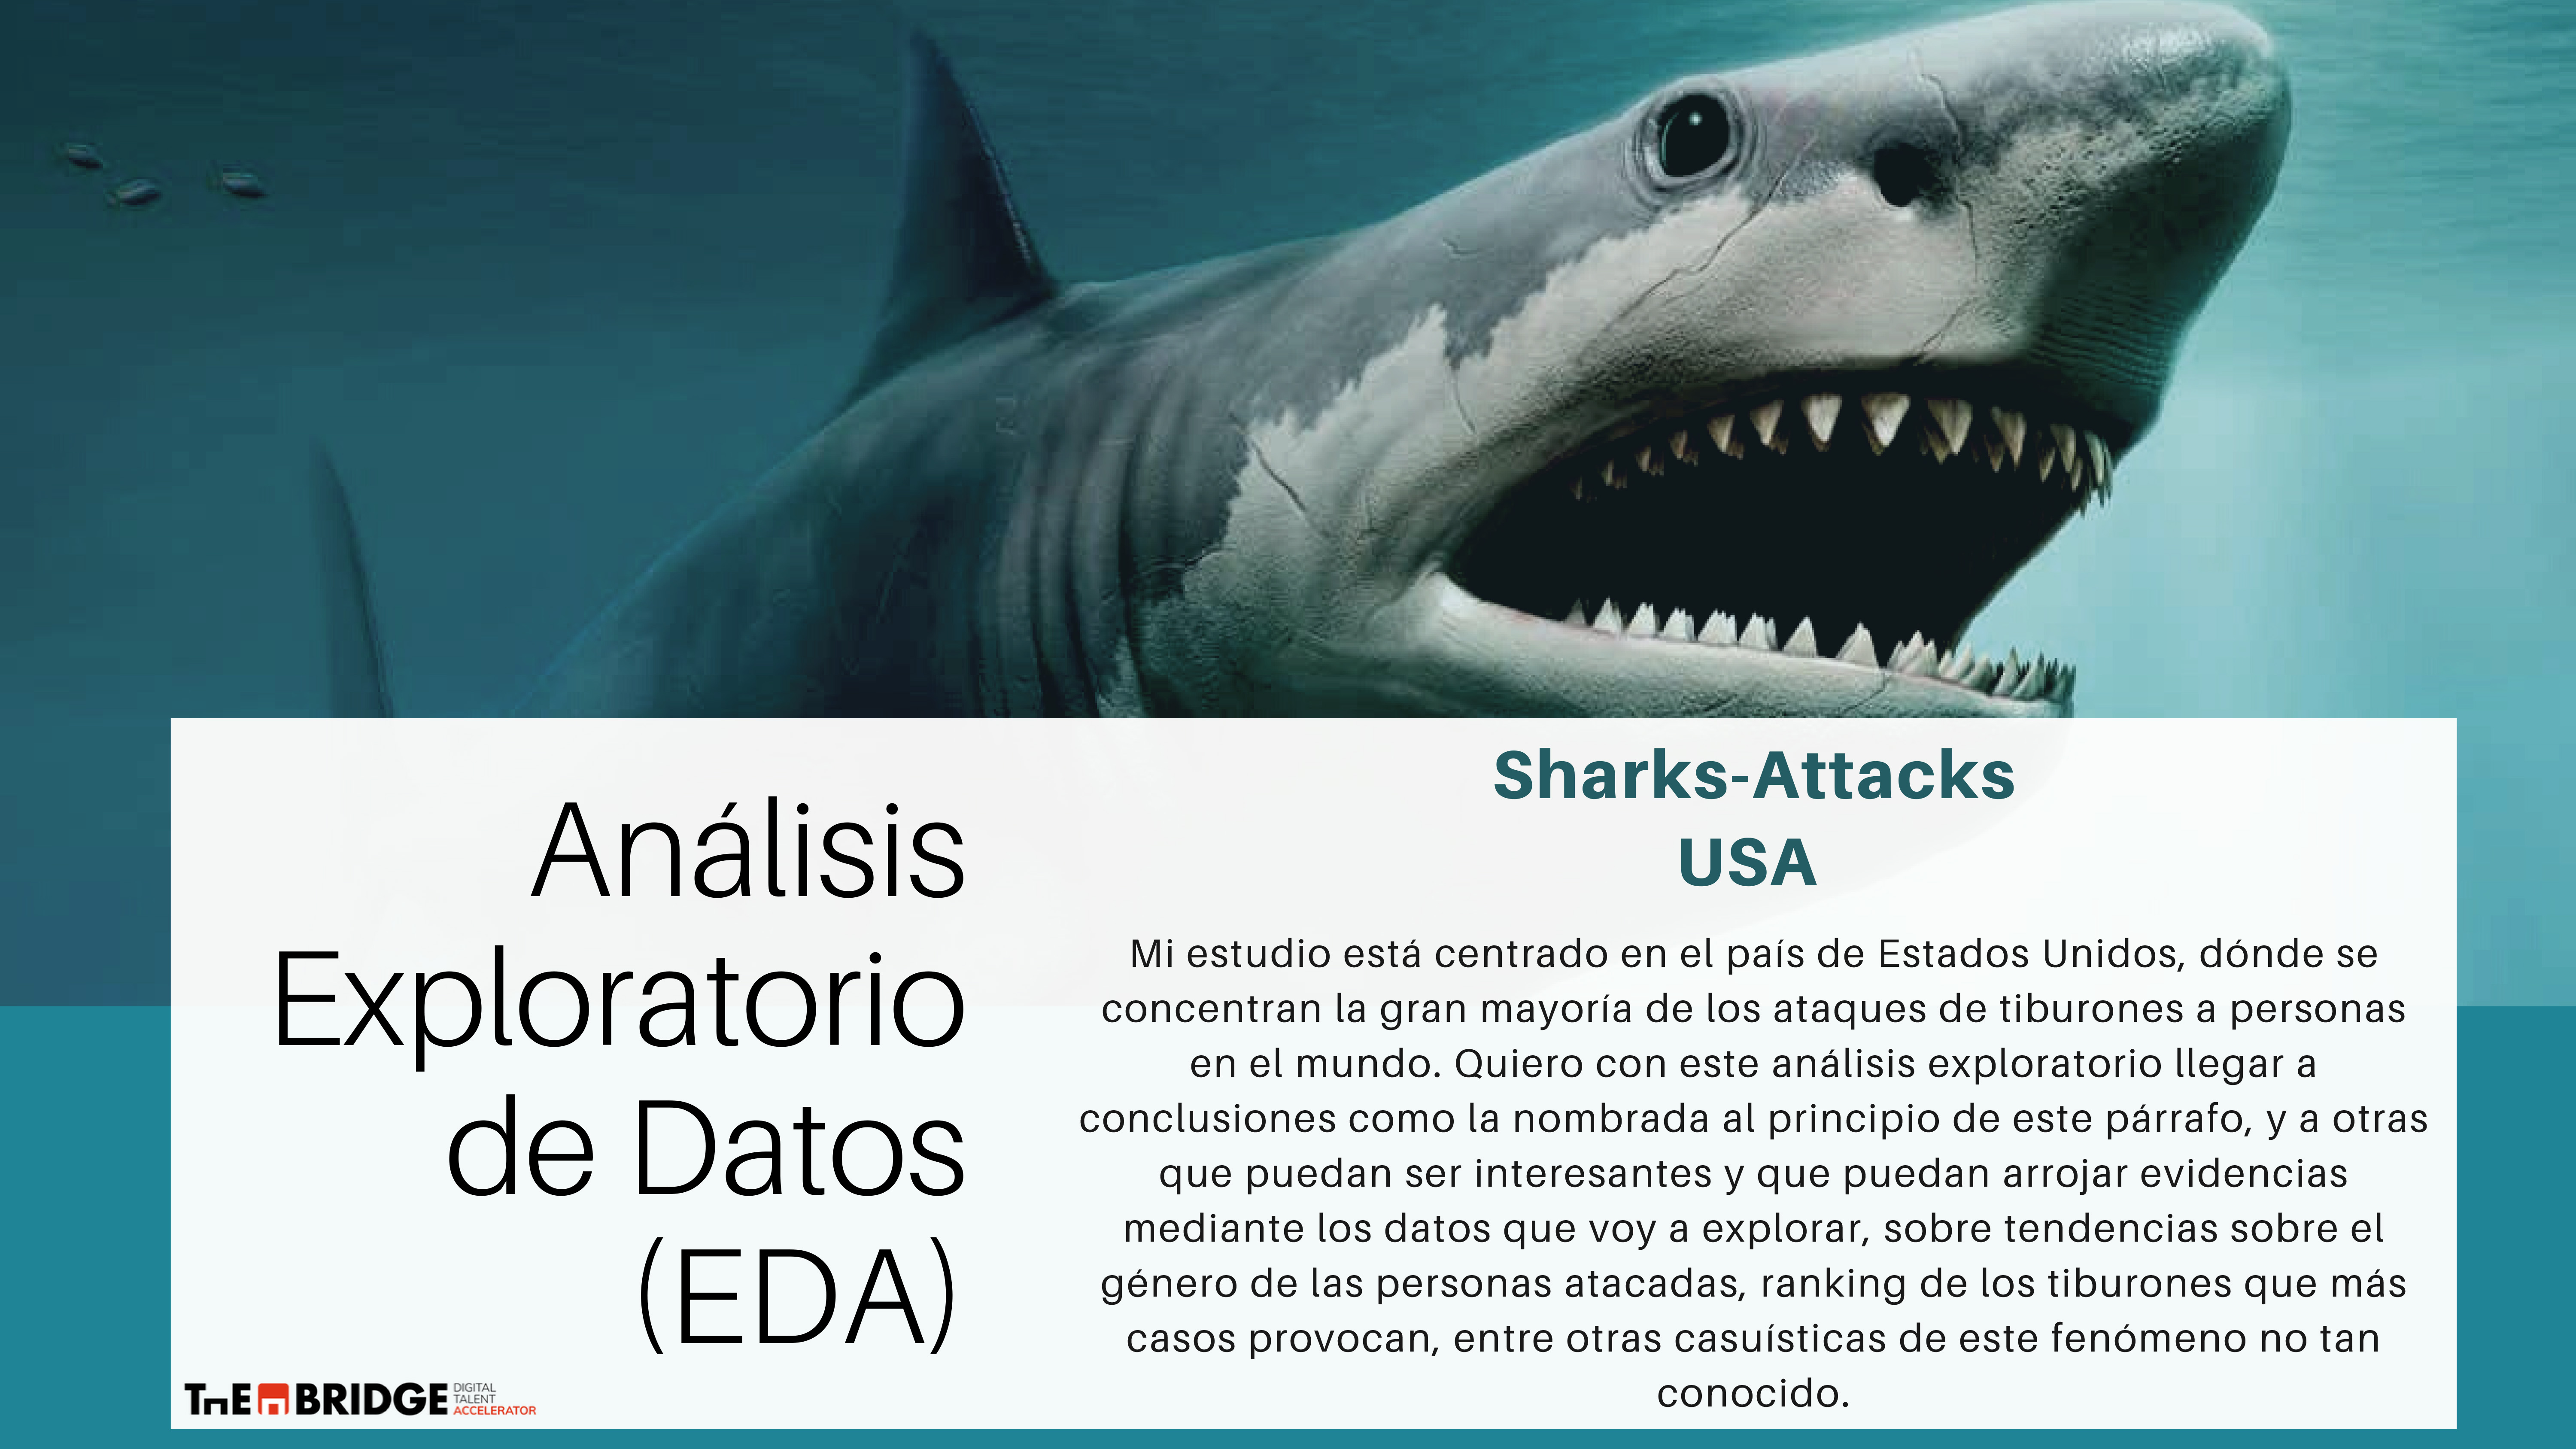 Análisis
Exploratorio
de Datos
(EDA)
Sharks-Attacks
USA
Mi estudio está centrado en el país de Estados Unidos, dónde se
concentran la gran mayoría de los ataques de tiburones a personas
en el mundo. Quiero con este análisis exploratorio llegar a
conclusiones como la nombrada al principio de este párrafo, y a otras
que puedan ser interesantes y que puedan arrojar evidencias
mediante los datos que voy a explorar, sobre tendencias sobre el
género de las personas atacadas, ranking de los tiburones que más
casos provocan, entre otras casuísticas de este fenómeno no tan
conocido.
THE BRIDGE
DIGITAL
TALENT
ACCELERATOR